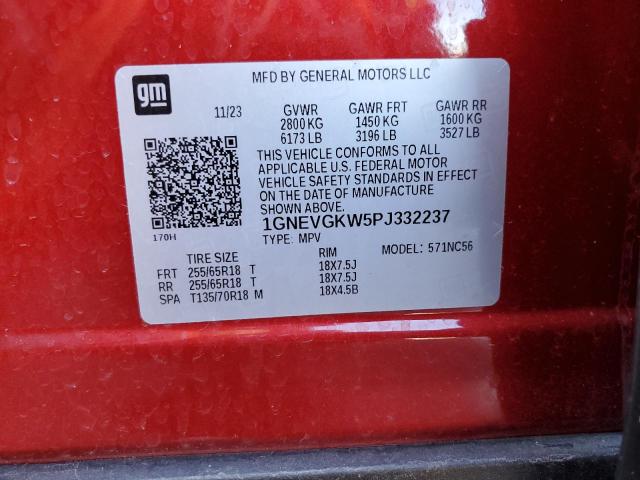 gm
MFD BY GENERAL MOTORS LLC
11/23 GVWR GAWR FRT GAWR RR
2800 KG 1450 KG 1600 KG
6173 LB 3196 LB 3527 LB
THIS VEHICLE CONFORMS TO ALL
APPLICABLE U.S. FEDERAL MOTOR
VEHICLE SAFETY STANDARDS IN EFFECT
ON THE DATE OF MANUFACTURE
SHOWN ABOVE.
170H
1GNEVGKW5PJ332237
TYPE: MPV MODEL: 571NC56
TIRE SIZE RIM
FRT 255/65R18 T 18X7.5J
RR 255/65R18 T 18X7.5J
SPA T135/70R18 M 18X4.5B